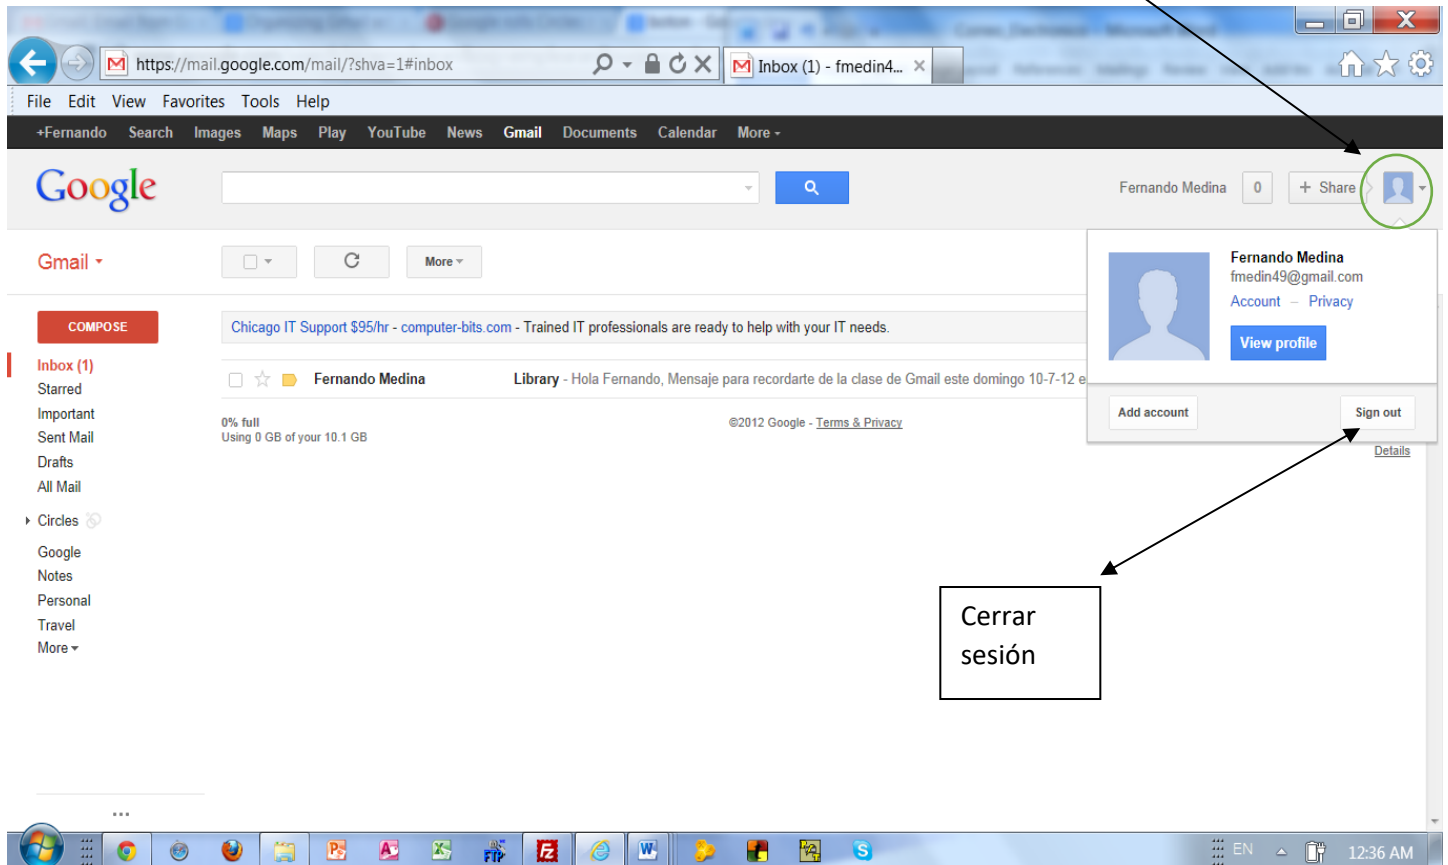 https://mail.google.com/mail/?shva=1#inbox
Inbox (1) - fmedin4...
File Edit View Favorites Tools Help
+Fernando Search Images Maps Play YouTube News Gmail Documents Calendar More
Google
Fernando Medina 0 + Share
Gmail
More
Fernando Medina
fmedin49@gmail.com
Account – Privacy
View profile
Add account Sign out
COMPOSE
Chicago IT Support $95/hr - computer-bits.com - Trained IT professionals are ready to help with your IT needs.
Inbox (1)
Starred
Important
Sent Mail
Drafts
All Mail
Circles
Google
Notes
Personal
Travel
More
Fernando Medina Library - Hola Fernando, Mensaje para recordarte de la clase de Gmail este domingo 10-7-12 e
0% full
Using 0 GB of your 10.1 GB
©2012 Google - Terms & Privacy
Details
Cerrar
sesión
...
FTP
EN 12:36 AM